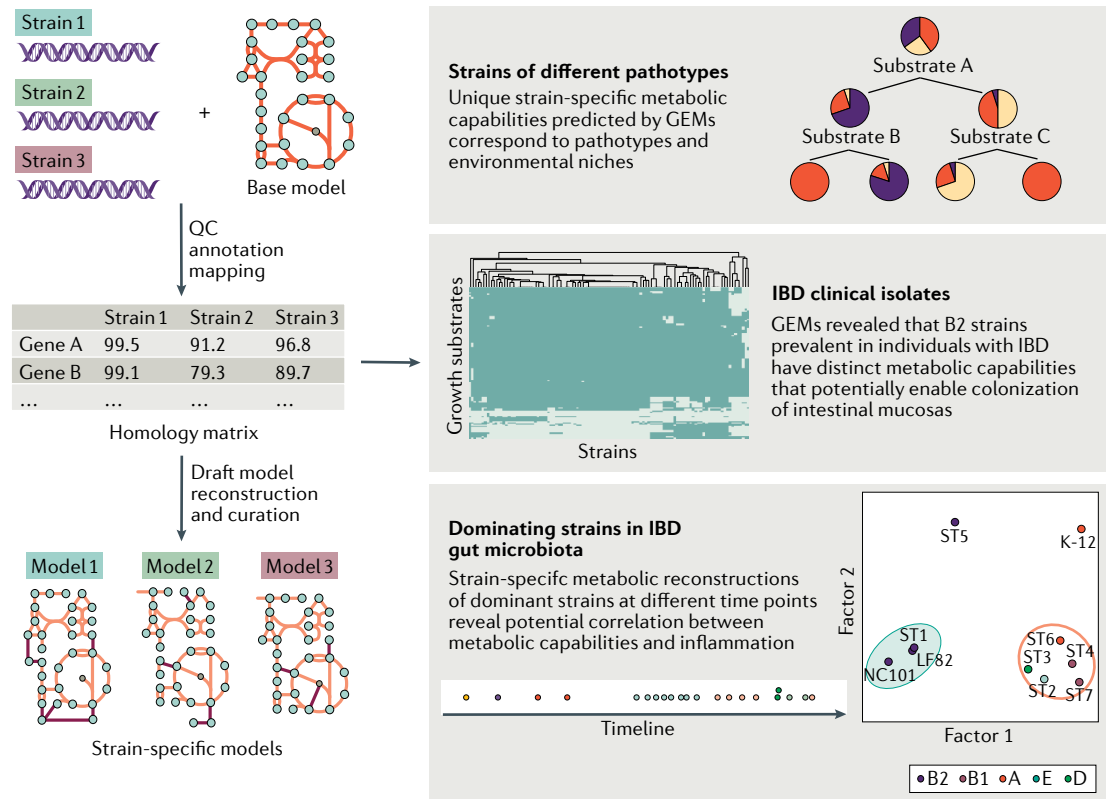 Strain 1
Strain 2
Strain 3
+
Base model
QC
annotation
mapping
Strain 1 Strain 2 Strain 3
Gene A 99.5 91.2 96.8
Gene B 99.1 79.3 89.7
... ... ... ...
Homology matrix
Draft model
reconstruction
and curation
Model 1 Model 2 Model 3
Strain-specific models
Strains of different pathotypes
Unique strain-specific metabolic
capabilities predicted by GEMs
correspond to pathotypes and
environmental niches
Substrate A
Substrate B Substrate C
Growth substrates
Strains
IBD clinical isolates
GEMs revealed that B2 strains
prevalent in individuals with IBD
have distinct metabolic capabilities
that potentially enable colonization
of intestinal mucosas
Dominating strains in IBD
gut microbiota
Strain-specifc metabolic reconstructions
of dominant strains at different time points
reveal potential correlation between
metabolic capabilities and inflammation
Timeline
Factor 2
ST5
K-12
ST1
LF82
NC101
ST6
ST4
ST3
ST2
ST7
Factor 1
B2 B1 A E D